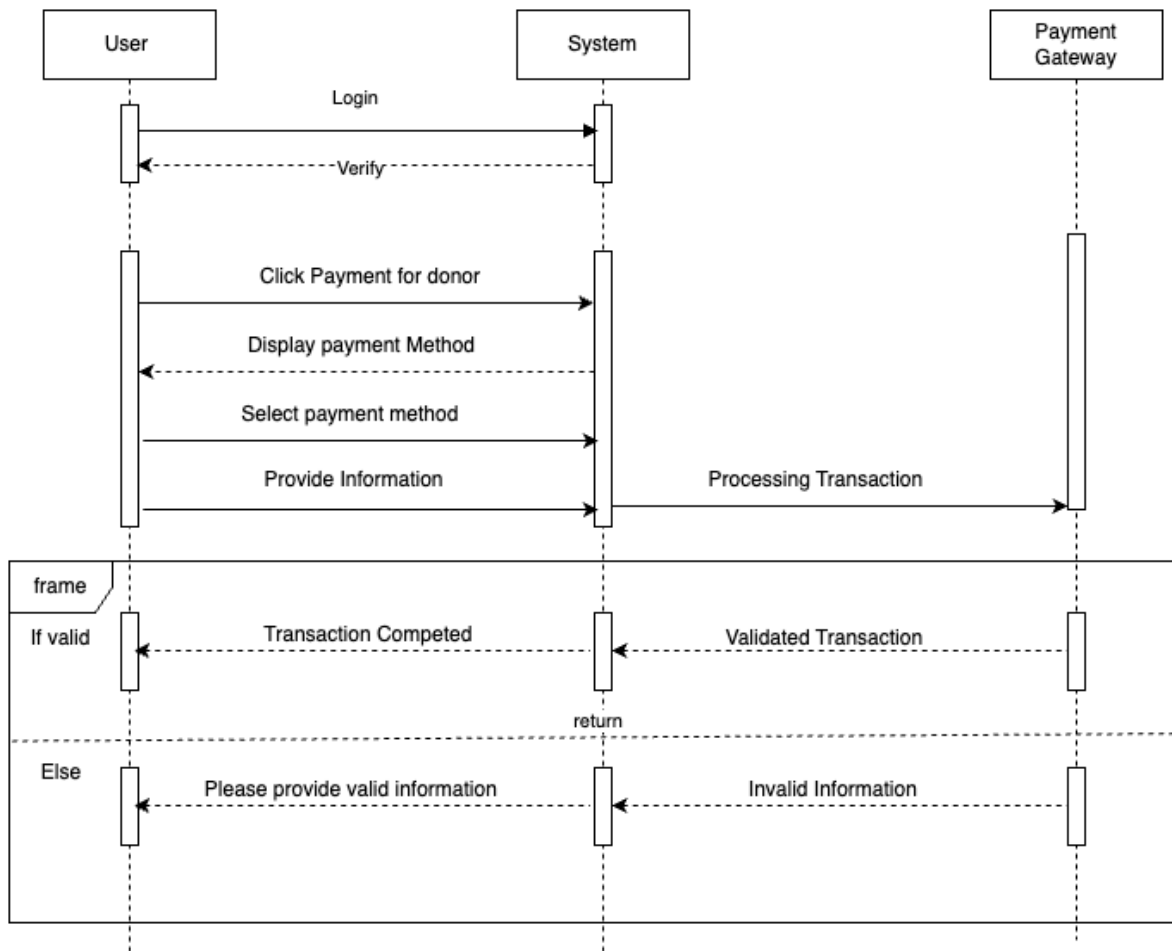 User
System
Payment
Gateway
Login
Verify
Click Payment for donor
Display payment Method
Select payment method
Provide Information
Processing Transaction
frame
If valid
Transaction Competed
Validated Transaction
return
Else
Please provide valid information
Invalid Information